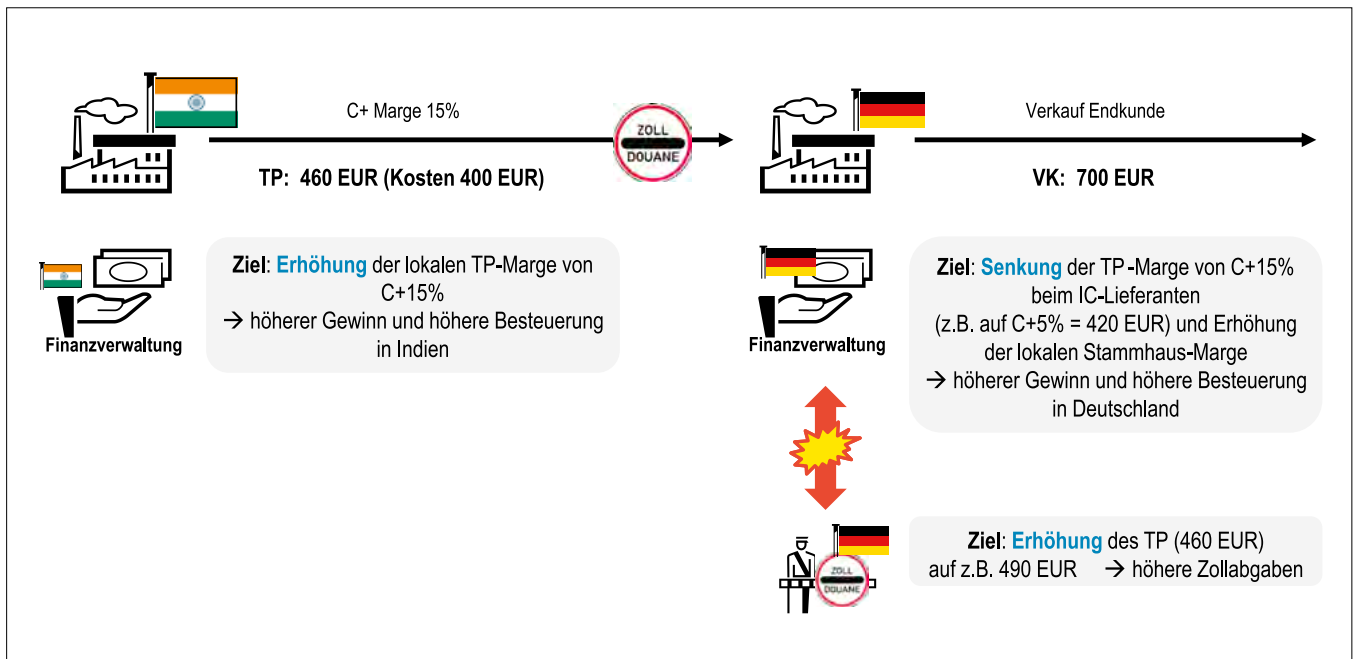 C+ Marge 15%
ZOLL
DOUANE
TP: 460 EUR (Kosten 400 EUR)
Verkauf Endkunde
VK: 700 EUR
Finanzverwaltung
Ziel: Erhöhung der lokalen TP-Marge von
C+15%
→ höherer Gewinn und höhere Besteuerung
in Indien
Finanzverwaltung
Ziel: Senkung der TP-Marge von C+15%
beim IC-Lieferanten
(z.B. auf C+5% = 420 EUR) und Erhöhung
der lokalen Stammhaus-Marge
→ höherer Gewinn und höhere Besteuerung
in Deutschland
ZOLL
DOUANE
Ziel: Erhöhung des TP (460 EUR)
auf z.B. 490 EUR → höhere Zollabgaben